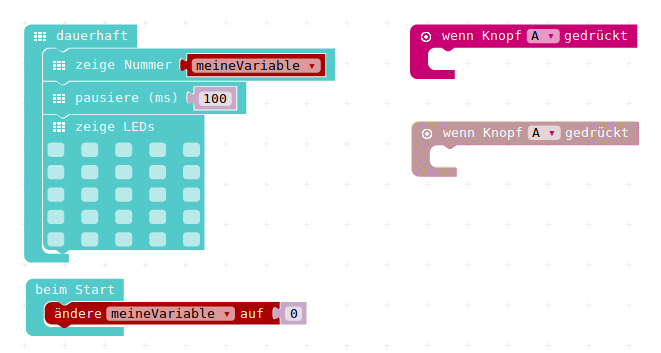 dauerhaft
zeige Nummer meineVariable
pausiere (ms) 100
zeige LEDs
beim Start
ändere meineVariable auf 0
wenn Knopf A gedrückt
wenn Knopf A gedrückt